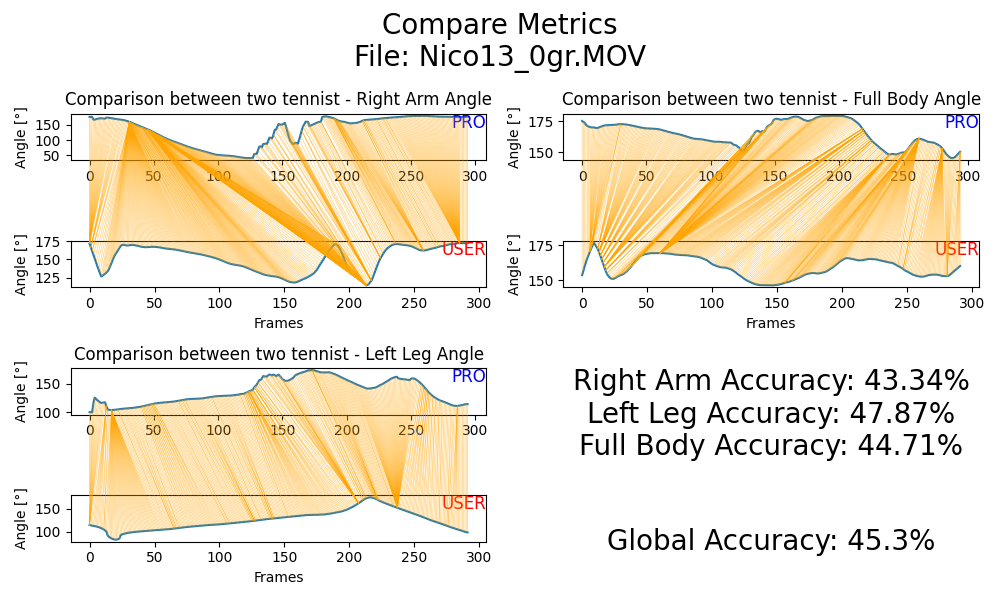 Compare Metrics
File: Nico13_0gr.MOV
Comparison between two tennist - Right Arm Angle
Angle [°]
150
100
50
PRO
0 50 100 150 200 250 300
Angle [°]
175
150
125
USER
0 50 100 150 200 250 300
Frames
Comparison between two tennist - Full Body Angle
Angle [°]
175
150
PRO
0 50 100 150 200 250 300
Angle [°]
175
150
USER
0 50 100 150 200 250 300
Frames
Comparison between two tennist - Left Leg Angle
Angle [°]
150
100
PRO
0 50 100 150 200 250 300
Angle [°]
150
100
USER
0 50 100 150 200 250 300
Frames
Right Arm Accuracy: 43.34%
Left Leg Accuracy: 47.87%
Full Body Accuracy: 44.71%
Global Accuracy: 45.3%